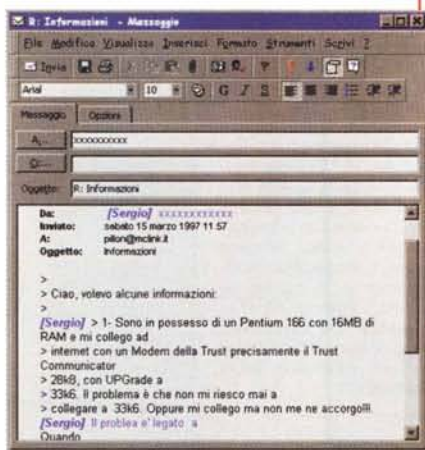 R: Informazioni - Messaggio
File Modifica Visualizza Inserisci Formato Strumenti Scrivi ?
Invia
Arial 10 G I S
Messaggio Opzioni
A... xxxxxxxxxx
Oggetto: R: Informazioni
Da: [Sergio] xxxxxxxxxxxx
Inviato: sabato 15 marzo 1997 11.57
A: pillon@mclink.it
Oggetto: Informazioni
>
> Ciao, volevo alcune informazioni:
>
[Sergio] > 1- Sono in possesso di un Pentium 166 con 16MB di
RAM e mi collego ad
> internet con un Modem della Trust precisamente il Trust
Communicator
> 28k8, con UPGrade a
> 33k6. Il problema è che non mi riesco mai a
> collegare a 33k6. Oppure mi collego ma non me ne accorgo!!!.
[Sergio] Il problea e' legato a
Quando